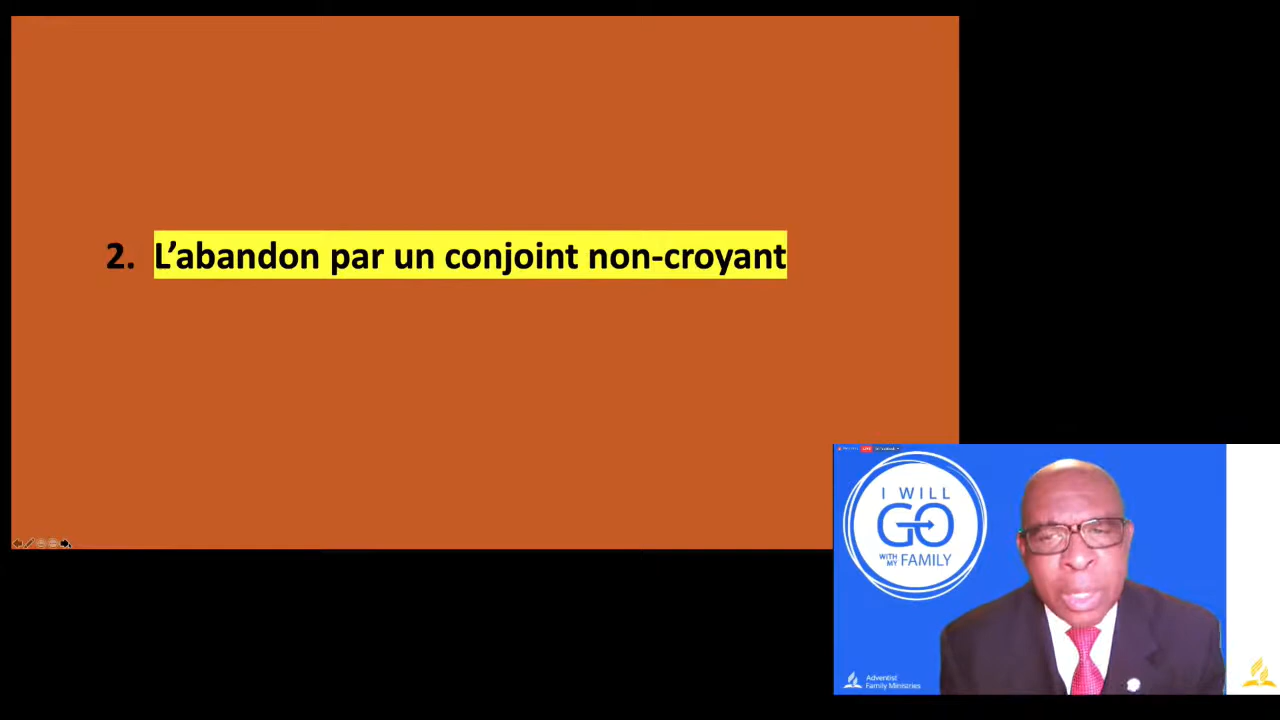 2. L’abandon par un conjoint non-croyant
I WILL
GO
WITH MY FAMILY
Adventist
Family Ministries